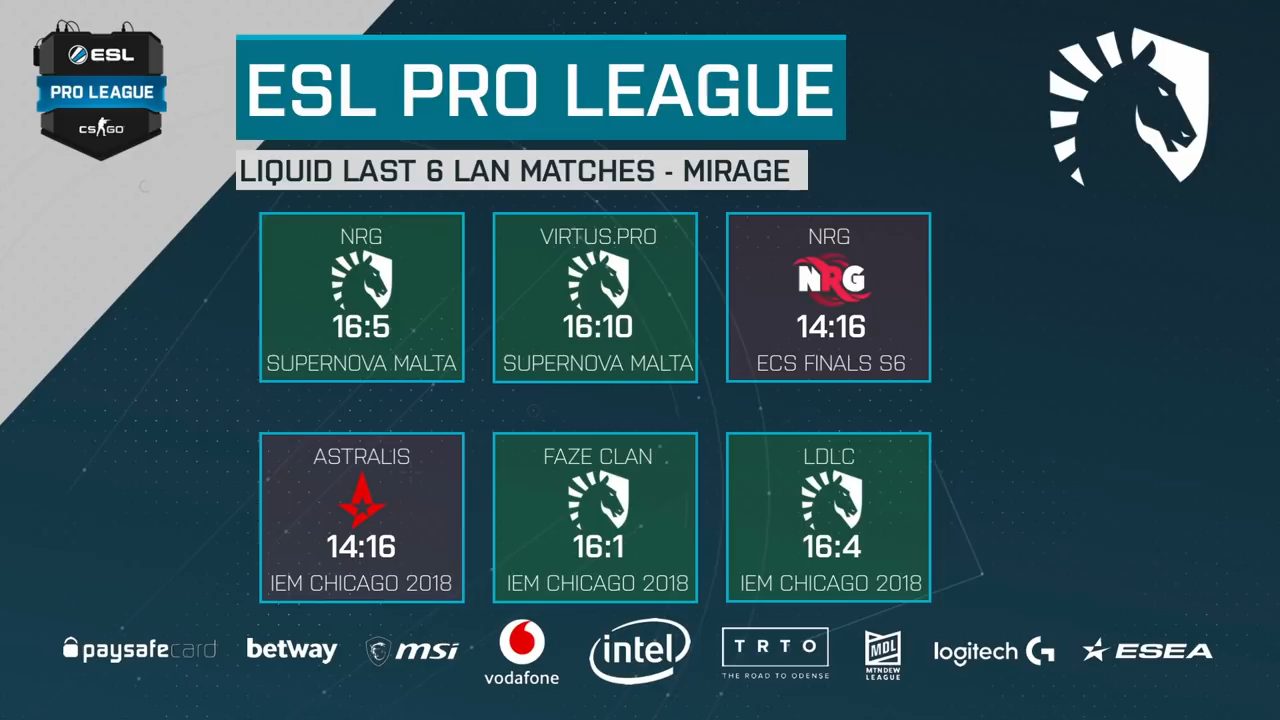 ESL
PRO LEAGUE
CS GO
ESL PRO LEAGUE
LIQUID LAST 6 LAN MATCHES - MIRAGE
NRG
16:5
SUPERNOVA MALTA
VIRTUS.PRO
16:10
SUPERNOVA MALTA
NRG
NRG
14:16
ECS FINALS S6
ASTRALIS
14:16
IEM CHICAGO 2018
FAZE CLAN
16:1
IEM CHICAGO 2018
LDLC
16:4
IEM CHICAGO 2018
paysafecard
betway
msi
vodafone
intel
TRTO
THE ROAD TO ODENSE
MDL
MTNDEW
LEAGUE
logitech G
ESEA